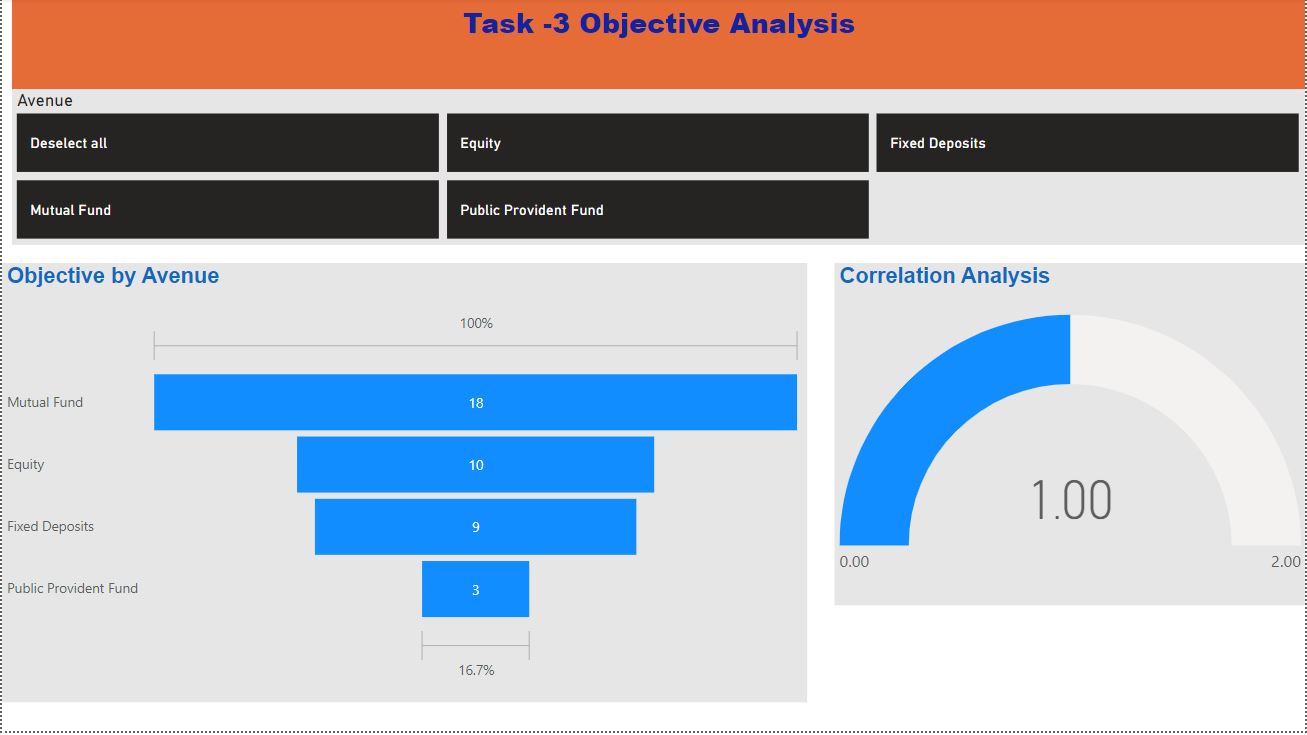 Task -3 Objective Analysis
Avenue
Deselect all
Equity
Fixed Deposits
Mutual Fund
Public Provident Fund
Objective by Avenue
100%
Mutual Fund
18
Equity
10
Fixed Deposits
9
Public Provident Fund
3
16.7%
Correlation Analysis
1.00
0.00
2.00